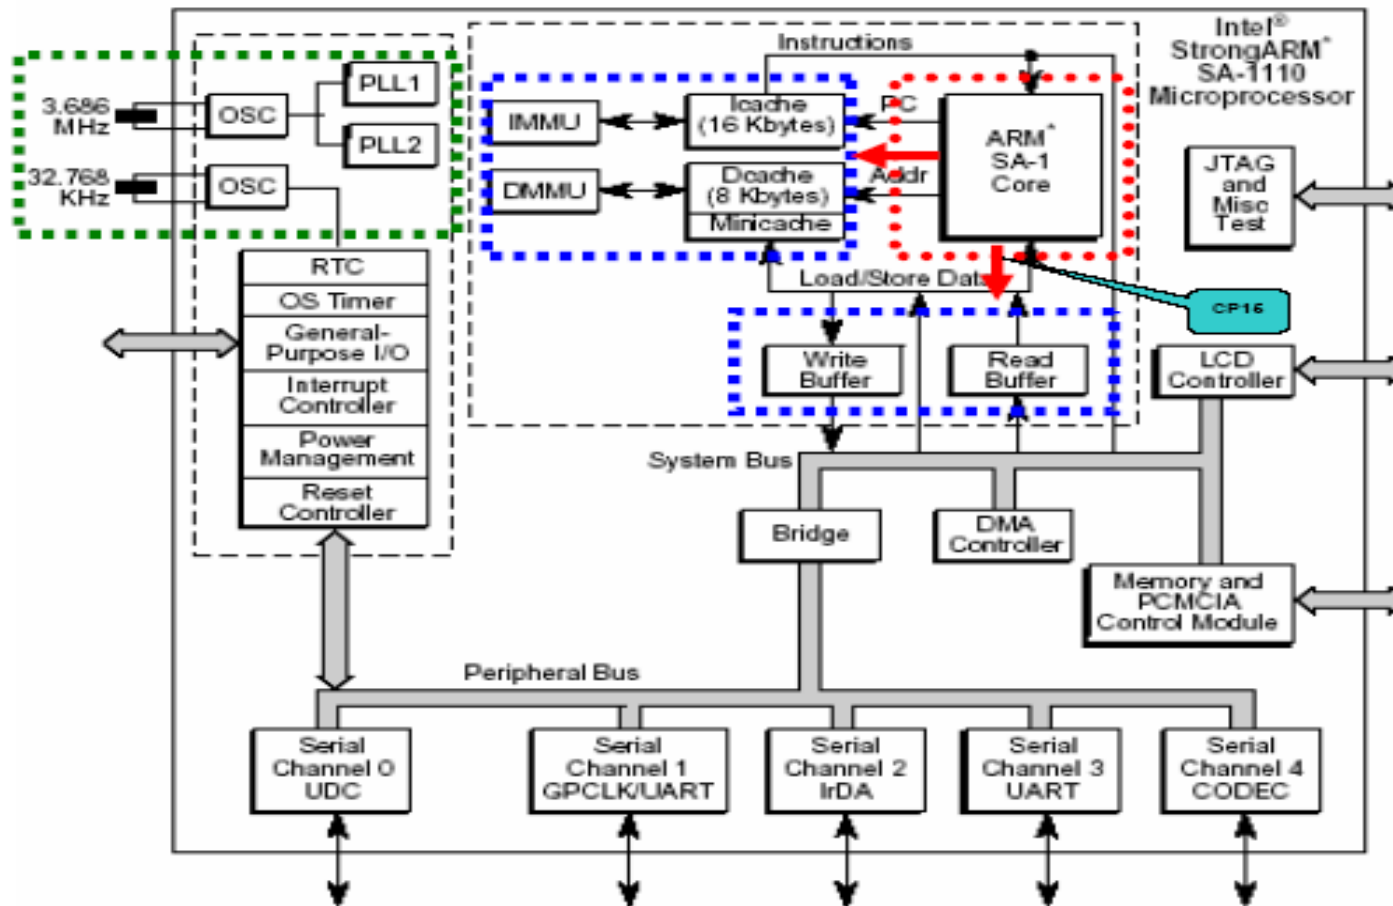 Intel®
StrongARM*
SA-1110
Microprocessor
Instructions
3.686
MHz
OSC
PLL1
PLL2
32.768
KHz
OSC
IMMU
Icache
(16 Kbytes)
PC
ARM*
SA-1
Core
DMMU
Dcache
(8 Kbytes)
Minicache
Addr
JTAG
and
Misc
Test
RTC
OS Timer
General-
Purpose I/O
Interrupt
Controller
Power
Management
Reset
Controller
Load/Store Data
CP15
Write
Buffer
Read
Buffer
LCD
Controller
System Bus
Bridge
DMA
Controller
Memory and
PCMCIA
Control Module
Peripheral Bus
Serial
Channel 0
UDC
Serial
Channel 1
GPCLK/UART
Serial
Channel 2
IrDA
Serial
Channel 3
UART
Serial
Channel 4
CODEC